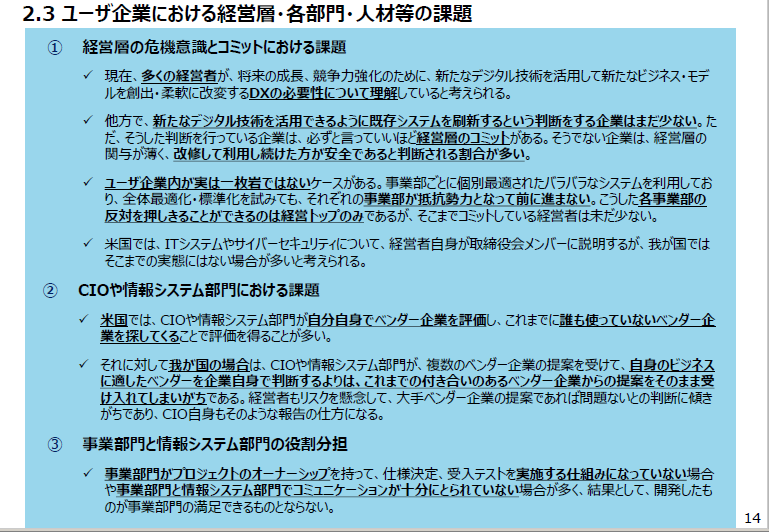 2.3 ユーザ企業における経営層・各部門・人材等の課題
① 経営層の危機意識とコミットにおける課題
✓ 現在、多くの経営者が、将来の成長、競争力強化のために、新たなデジタル技術を活用して新たなビジネス・モデ
ルを創出・柔軟に改変するDXの必要性について理解していると考えられる。
✓ 他方で、新たなデジタル技術を活用できるように既存システムを刷新するという判断をする企業はまだ少ない。た
だ、そうした判断を行っている企業は、必ずと言っていいほど経営層のコミットがある。そうでない企業は、経営層の
関与が薄く、改修して利用し続けた方が安全であると判断される割合が多い。
✓ ユーザ企業内が実は一枚岩ではないケースがある。事業部ごとに個別最適されたバラバラなシステムを利用してお
り、全体最適化・標準化を試みても、それぞれの事業部が抵抗勢力となって前に進まない。こうした各事業部の
反対を押しきることができるのは経営トップのみであるが、そこまでコミットしている経営者は未だ少ない。
✓ 米国では、ITシステムやサイバーセキュリティについて、経営者自身が取締役会メンバーに説明するが、我が国では
そこまでの実態にはない場合が多いと考えられる。
② CIOや情報システム部門における課題
✓ 米国では、CIOや情報システム部門が自分自身でベンダー企業を評価し、これまでに誰も使っていないベンダー企
業を探してくることで評価を得ることが多い。
✓ それに対して我が国の場合は、CIOや情報システム部門が、複数のベンダー企業の提案を受けて、自身のビジネス
に適したベンダーを企業自身で判断するよりは、これまでの付き合いのあるベンダー企業からの提案をそのまま受
け入れてしまいがちである。経営者もリスクを懸念して、大手ベンダー企業の提案であれば問題ないとの判断に傾き
がちであり、CIO自身もそのような報告の仕方になる。
③ 事業部門と情報システム部門の役割分担
✓ 事業部門がプロジェクトのオーナーシップを持って、仕様決定、受入テストを実施する仕組みになっていない場合
や事業部門と情報システム部門でコミュニケーションが十分にとられていない場合が多く、結果として、開発したも
のが事業部門の満足できるものとならない。
14